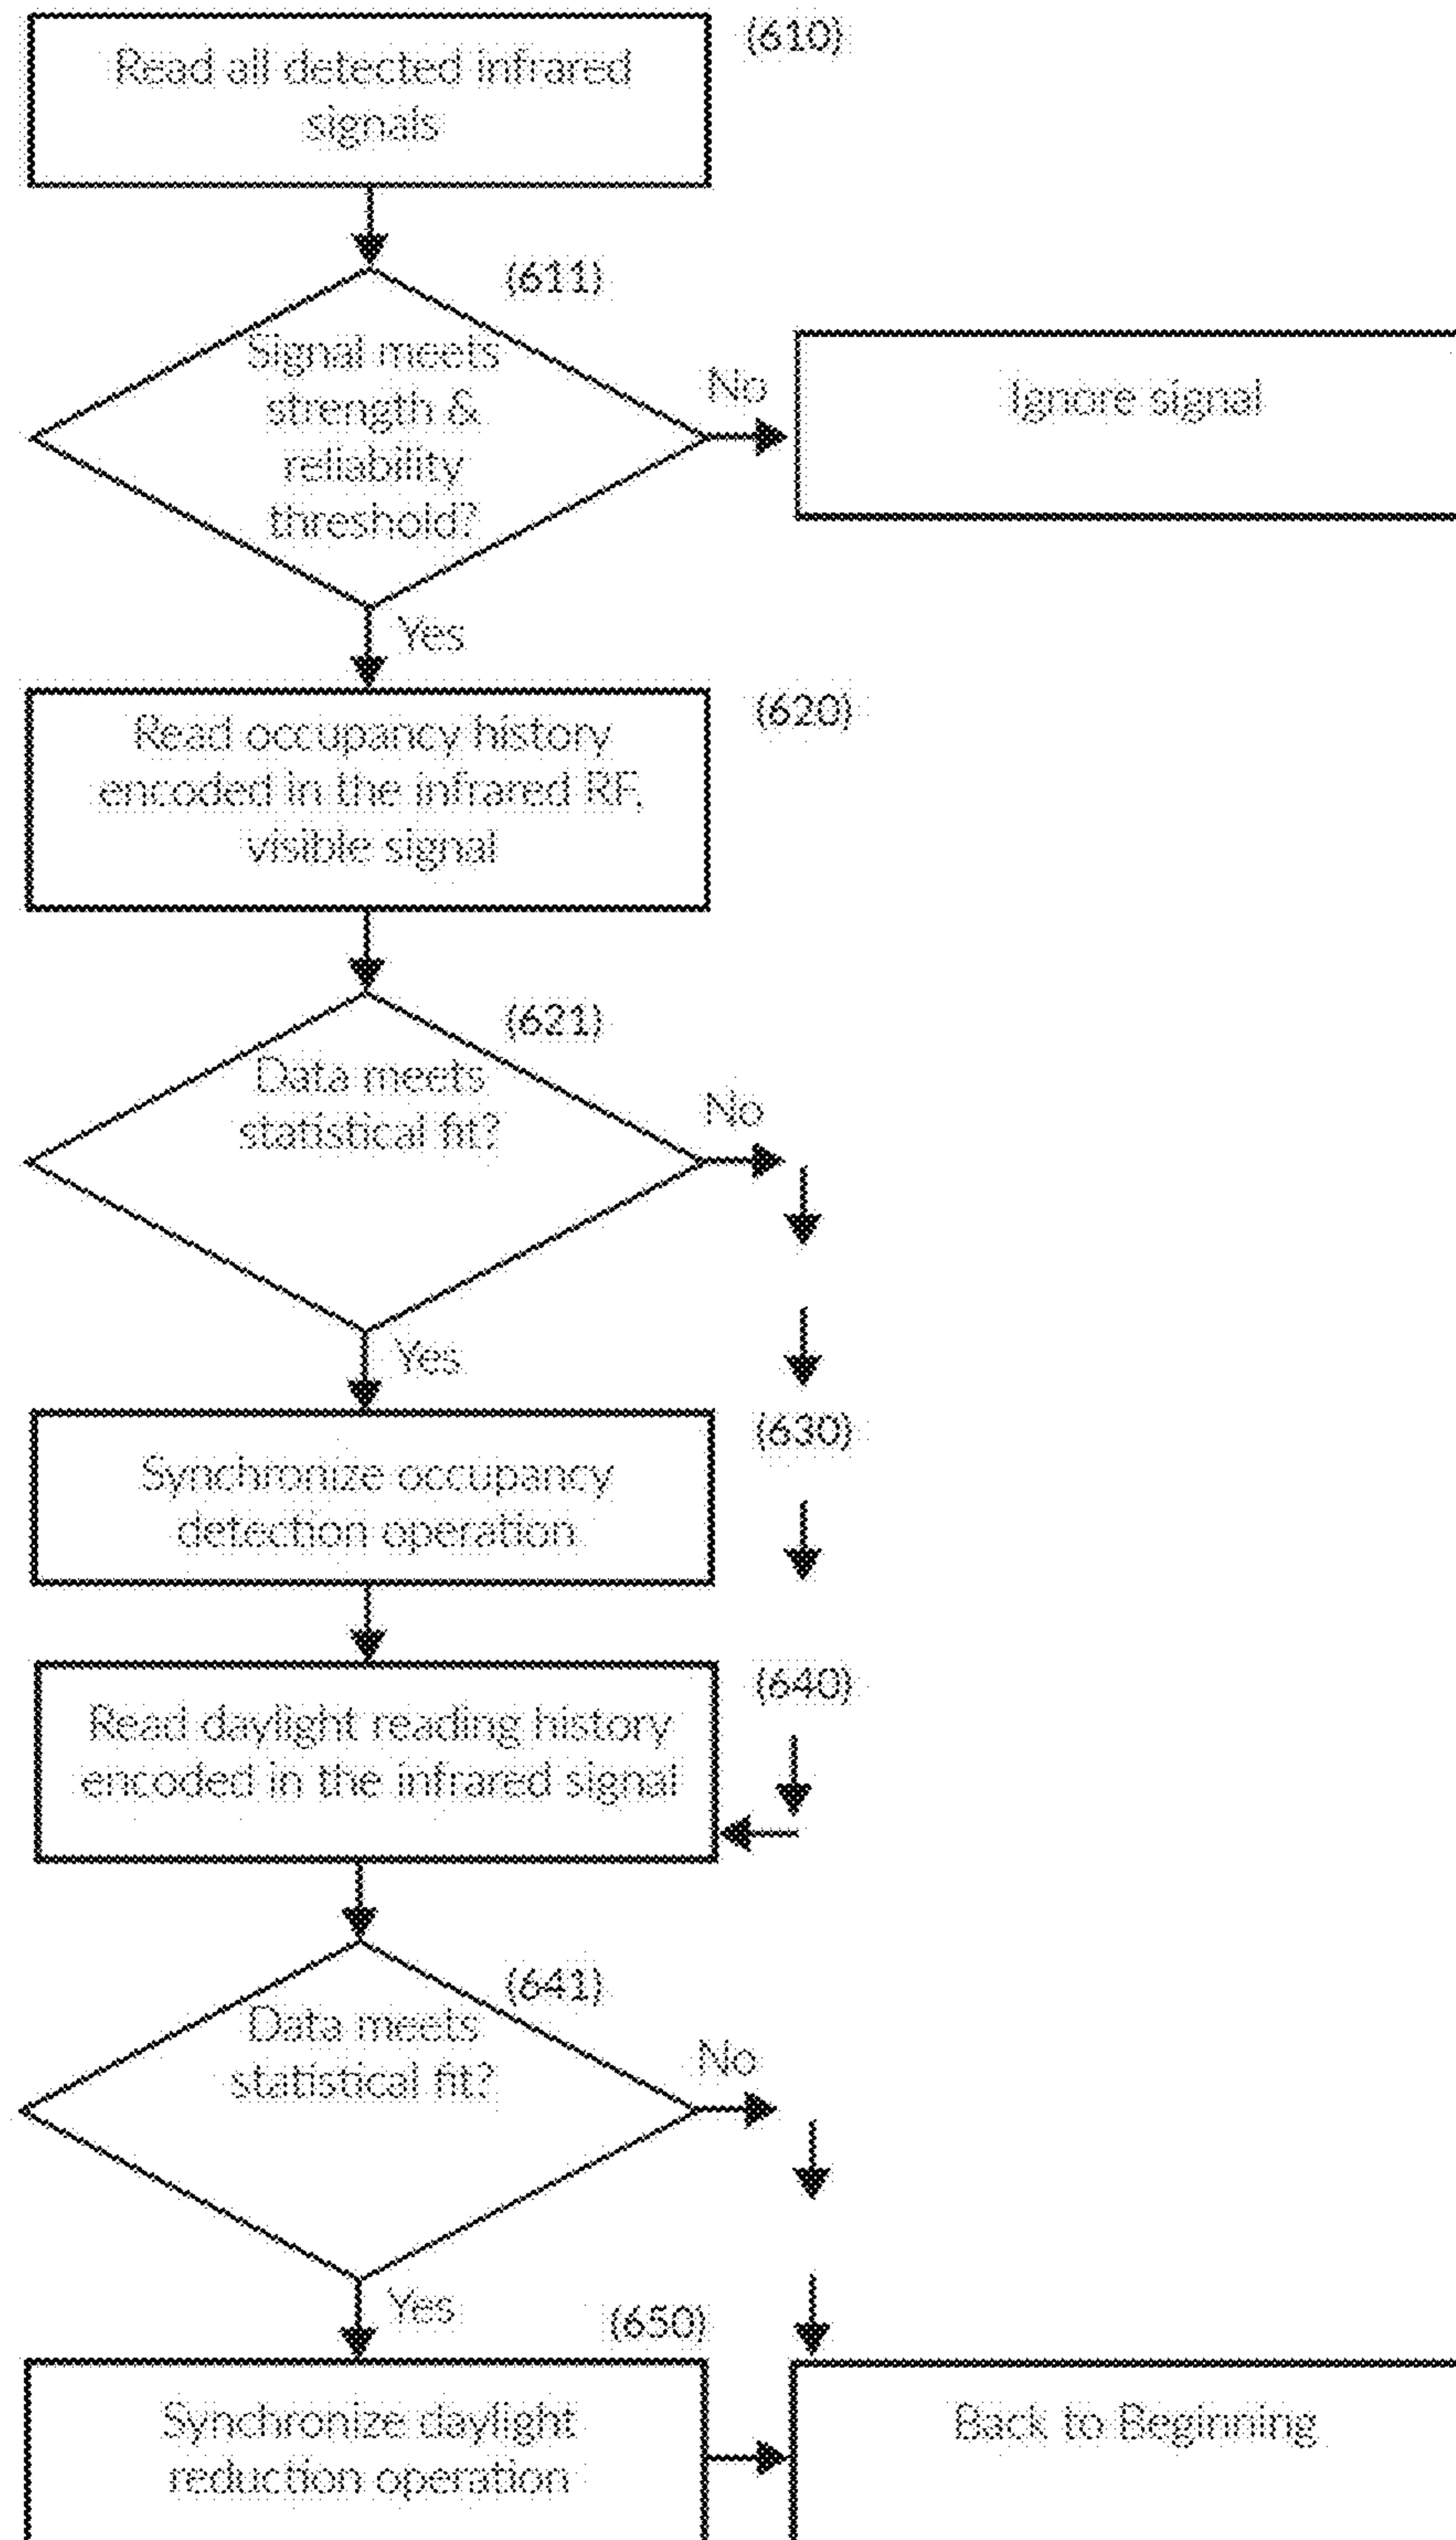 Read all detected infrared
signals
(610)
(611)
Signal meets
strength &
reliability
threshold?
No
Ignore signal
Yes
Read occupancy history
encoded in the infrared RF,
visible signal
(620)
(621)
Data meets
statistical fit?
No
Yes
Synchronize occupancy
detection operation
(630)
Read daylight reading history
encoded in the infrared signal
(640)
(641)
Data meets
statistical fit?
No
Yes
(650)
Synchronize daylight
reduction operation
Back to Beginning